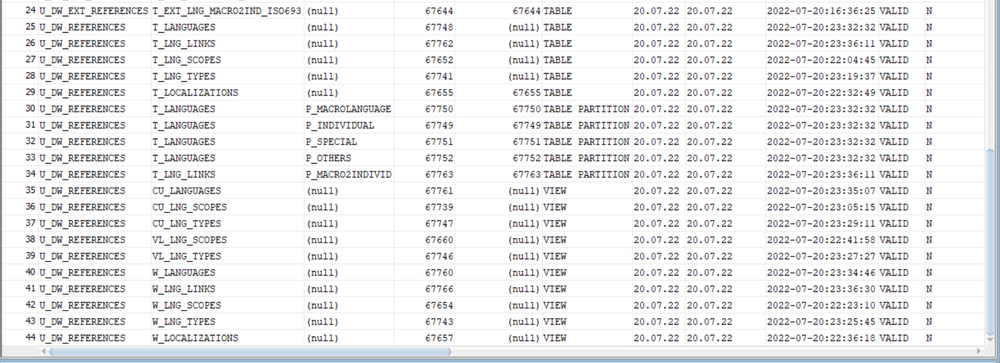 24 U_DW_EXT_REFERENCES T_EXT_LNG_MACRO2IND_ISO693 (null) 67644 67644 TABLE 20.07.22 20.07.22 2022-07-20:16:36:25 VALID N
25 U_DW_REFERENCES T_LANGUAGES (null) 67748 (null) TABLE 20.07.22 20.07.22 2022-07-20:23:32:32 VALID N
26 U_DW_REFERENCES T_LNG_LINKS (null) 67762 (null) TABLE 20.07.22 20.07.22 2022-07-20:23:36:11 VALID N
27 U_DW_REFERENCES T_LNG_SCOPES (null) 67652 (null) TABLE 20.07.22 20.07.22 2022-07-20:22:04:45 VALID N
28 U_DW_REFERENCES T_LNG_TYPES (null) 67741 (null) TABLE 20.07.22 20.07.22 2022-07-20:23:19:37 VALID N
29 U_DW_REFERENCES T_LOCALIZATIONS (null) 67655 67655 TABLE 20.07.22 20.07.22 2022-07-20:22:32:49 VALID N
30 U_DW_REFERENCES T_LANGUAGES P_MACROLANGUAGE 67750 67750 TABLE PARTITION 20.07.22 20.07.22 2022-07-20:23:32:32 VALID N
31 U_DW_REFERENCES T_LANGUAGES P_INDIVIDUAL 67749 67749 TABLE PARTITION 20.07.22 20.07.22 2022-07-20:23:32:32 VALID N
32 U_DW_REFERENCES T_LANGUAGES P_SPECIAL 67751 67751 TABLE PARTITION 20.07.22 20.07.22 2022-07-20:23:32:32 VALID N
33 U_DW_REFERENCES T_LANGUAGES P_OTHERS 67752 67752 TABLE PARTITION 20.07.22 20.07.22 2022-07-20:23:32:32 VALID N
34 U_DW_REFERENCES T_LNG_LINKS P_MACRO2INDIVID 67763 67763 TABLE PARTITION 20.07.22 20.07.22 2022-07-20:23:36:11 VALID N
35 U_DW_REFERENCES CU_LANGUAGES (null) 67761 (null) VIEW 20.07.22 20.07.22 2022-07-20:23:35:07 VALID N
36 U_DW_REFERENCES CU_LNG_SCOPES (null) 67739 (null) VIEW 20.07.22 20.07.22 2022-07-20:23:05:15 VALID N
37 U_DW_REFERENCES CU_LNG_TYPES (null) 67747 (null) VIEW 20.07.22 20.07.22 2022-07-20:23:29:11 VALID N
38 U_DW_REFERENCES VL_LNG_SCOPES (null) 67660 (null) VIEW 20.07.22 20.07.22 2022-07-20:22:41:58 VALID N
39 U_DW_REFERENCES VL_LNG_TYPES (null) 67746 (null) VIEW 20.07.22 20.07.22 2022-07-20:23:27:27 VALID N
40 U_DW_REFERENCES W_LANGUAGES (null) 67760 (null) VIEW 20.07.22 20.07.22 2022-07-20:23:34:46 VALID N
41 U_DW_REFERENCES W_LNG_LINKS (null) 67766 (null) VIEW 20.07.22 20.07.22 2022-07-20:23:36:30 VALID N
42 U_DW_REFERENCES W_LNG_SCOPES (null) 67654 (null) VIEW 20.07.22 20.07.22 2022-07-20:22:23:10 VALID N
43 U_DW_REFERENCES W_LNG_TYPES (null) 67743 (null) VIEW 20.07.22 20.07.22 2022-07-20:23:25:45 VALID N
44 U_DW_REFERENCES W_LOCALIZATIONS (null) 67657 (null) VIEW 20.07.22 20.07.22 2022-07-20:22:36:18 VALID N